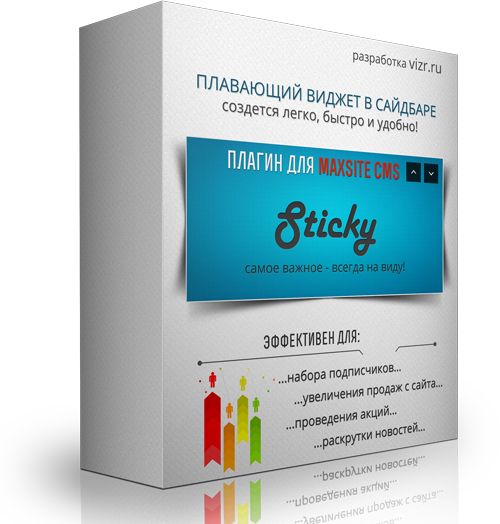 разработка vizr.ru
ПЛАВАЮЩИЙ ВИДЖЕТ В САЙДБАРЕ
создется легко, быстро и удобно!
ПЛАГИН ДЛЯ MAXSITE CMS
Sticky
самое важное - всегда на виду!
ЭФФЕКТИВЕН ДЛЯ:
...набора подписчиков...
...увеличения продаж с сайта...
...проведения акций...
...раскрутки новостей...